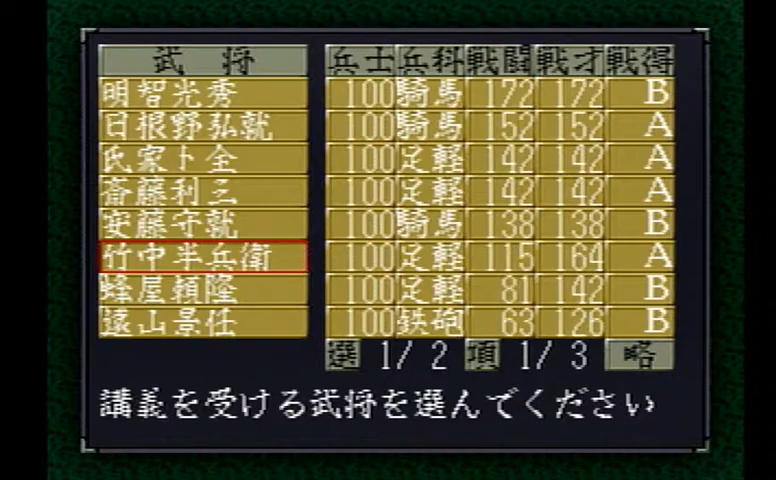 武将 兵士 兵科 戦闘 戦才 戦得
明智光秀 100 騎馬 172 172 B
日根野弘就 100 騎馬 152 152 A
氏家卜全 100 足軽 142 142 A
斎藤利三 100 足軽 142 142 A
安藤守就 100 騎馬 138 138 B
竹中半兵衛 100 足軽 115 164 A
蜂屋頼隆 100 足軽 81 142 B
遠山景任 100 鉄砲 63 126 B
選 1/ 2 項 1/ 3 略
講義を受ける武将を選んでください